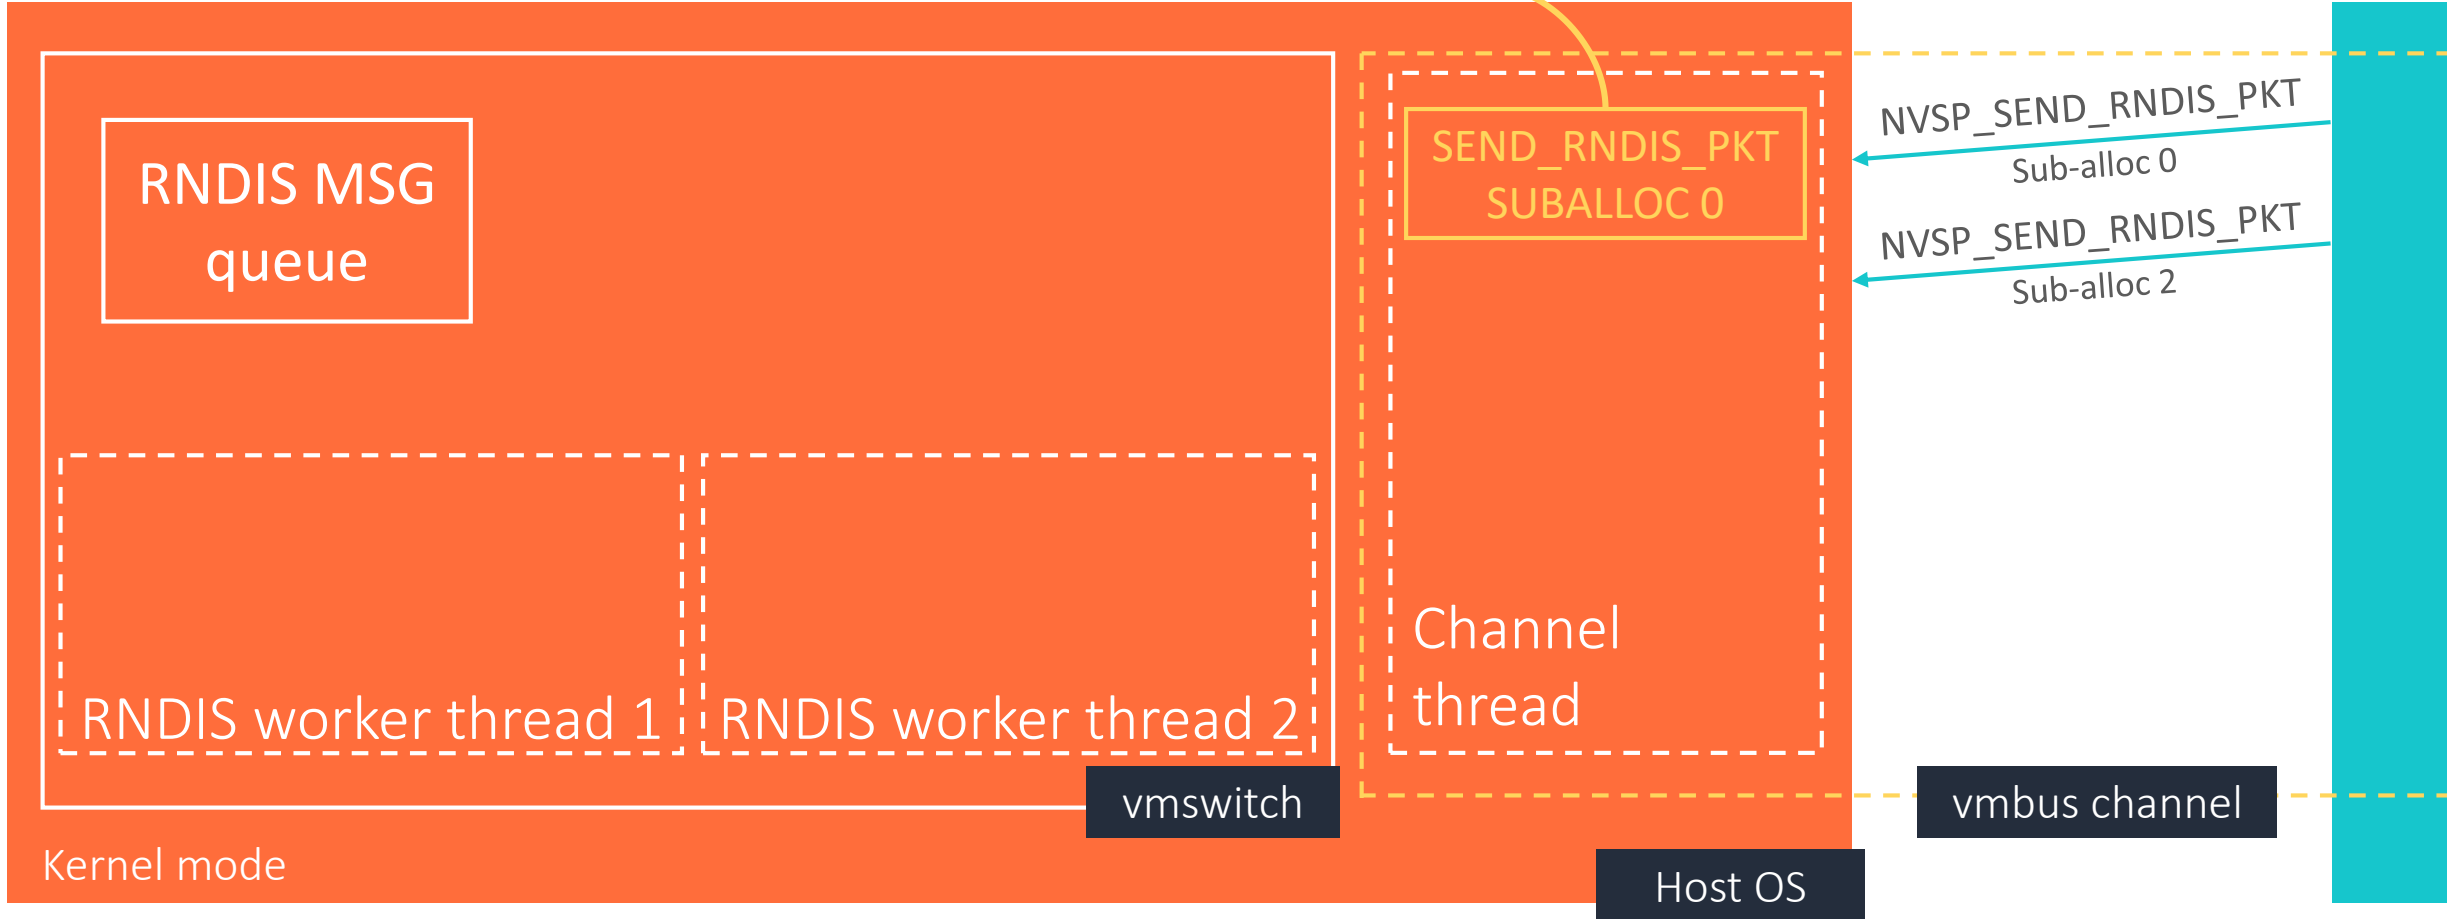 RNDIS MSG
queue
SEND_RNDIS_PKT
SUBALLOC 0
NVSP_SEND_RNDIS_PKT
Sub-alloc 0
NVSP_SEND_RNDIS_PKT
Sub-alloc 2
Channel
thread
RNDIS worker thread 1
RNDIS worker thread 2
vmswitch
vmbus channel
Kernel mode
Host OS